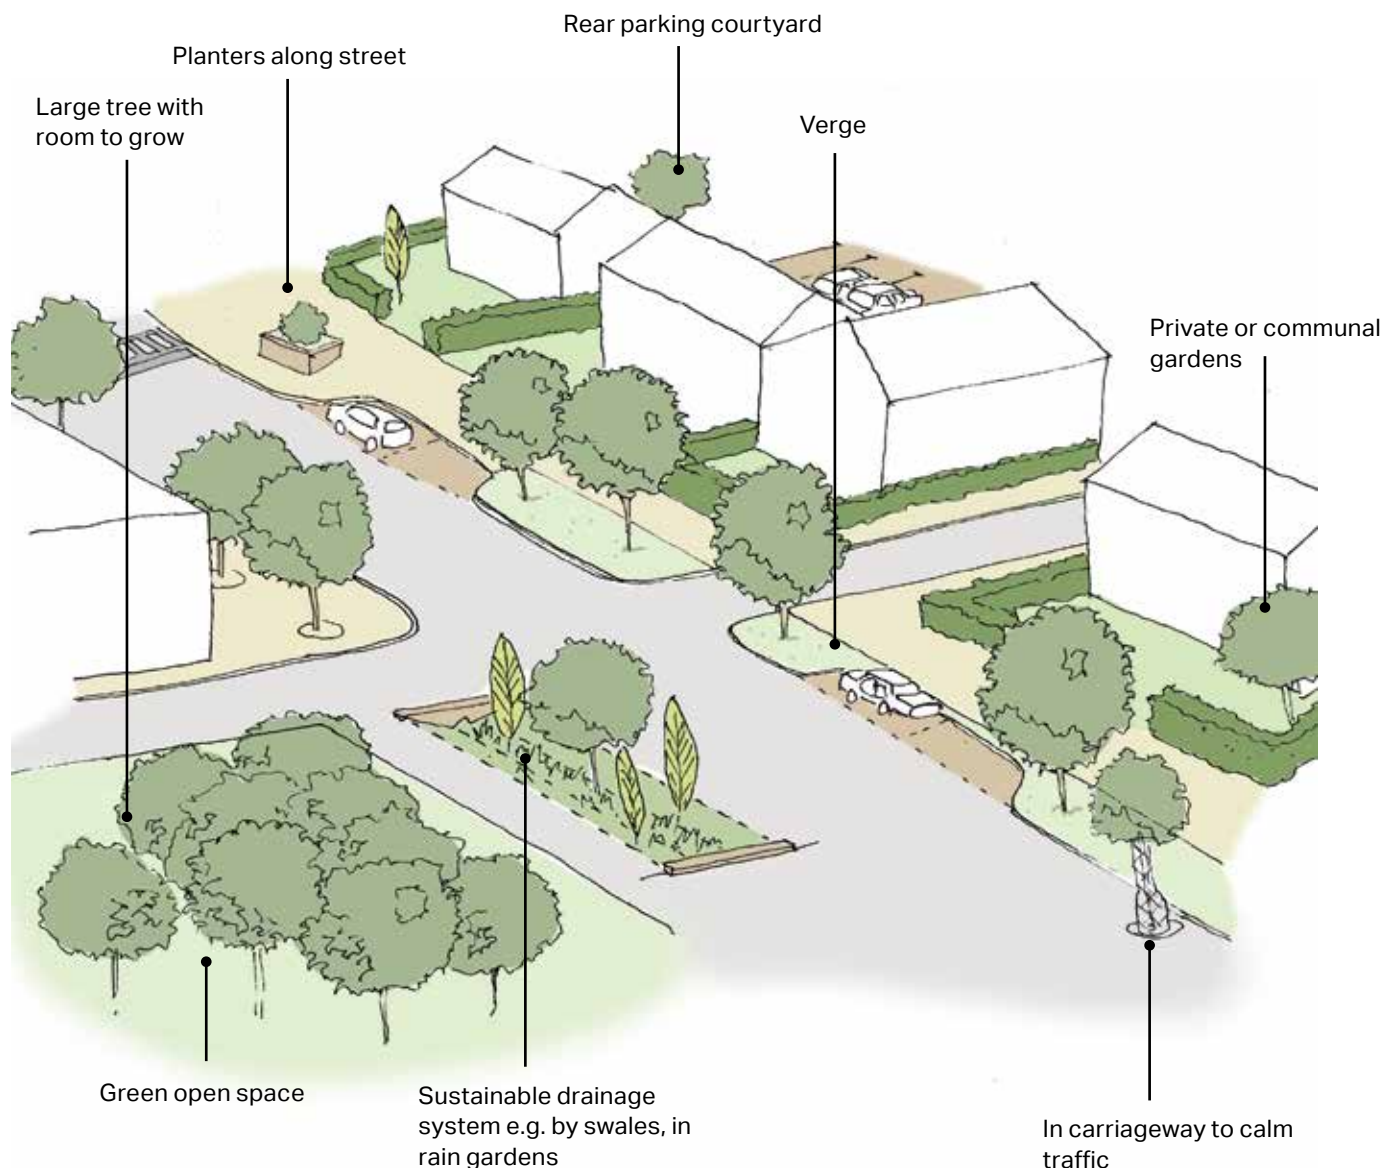 Rear parking courtyard
Planters along street
Large tree with
room to grow
Verge
Private or communal
gardens
Green open space
Sustainable drainage
system e.g. by swales, in
rain gardens
In carriageway to calm
traffic